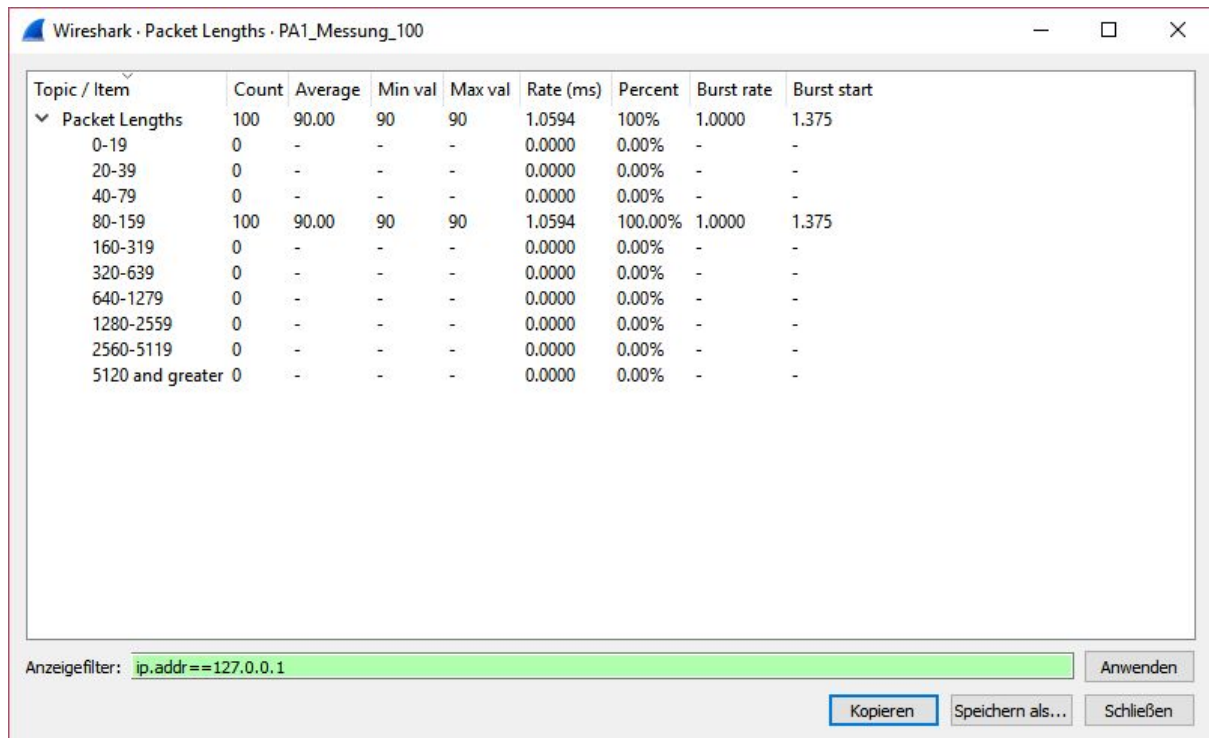 Wireshark · Packet Lengths · PA1_Messung_100
Topic / Item Count Average Min val Max val Rate (ms) Percent Burst rate Burst start
Packet Lengths 100 90.00 90 90 1.0594 100% 1.0000 1.375
0-19 0 - - - 0.0000 0.00% - -
20-39 0 - - - 0.0000 0.00% - -
40-79 0 - - - 0.0000 0.00% - -
80-159 100 90.00 90 90 1.0594 100.00% 1.0000 1.375
160-319 0 - - - 0.0000 0.00% - -
320-639 0 - - - 0.0000 0.00% - -
640-1279 0 - - - 0.0000 0.00% - -
1280-2559 0 - - - 0.0000 0.00% - -
2560-5119 0 - - - 0.0000 0.00% - -
5120 and greater 0 - - - 0.0000 0.00% - -
Anzeigefilter: ip.addr==127.0.0.1 Anwenden
Kopieren Speichern als... Schließen